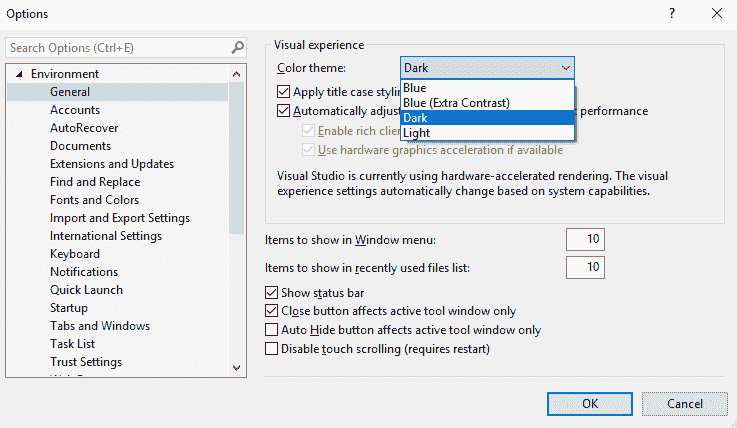 Options
?
Search Options (Ctrl+E)
Environment
General
Accounts
AutoRecover
Documents
Extensions and Updates
Find and Replace
Fonts and Colors
Import and Export Settings
International Settings
Keyboard
Notifications
Quick Launch
Startup
Tabs and Windows
Task List
Trust Settings
Visual experience
Color theme: Dark
Blue
Blue (Extra Contrast)
Dark
Light
Apply title case
Automatically performance
Enable rich
Use hardware graphics acceleration if available
Visual Studio is currently using hardware-accelerated rendering. The visual
experience settings automatically change based on system capabilities.
Items to show in Window menu: 10
Items to show in recently used files list: 10
Show status bar
Close button affects active tool window only
Auto Hide button affects active tool window only
Disable touch scrolling (requires restart)
OK Cancel